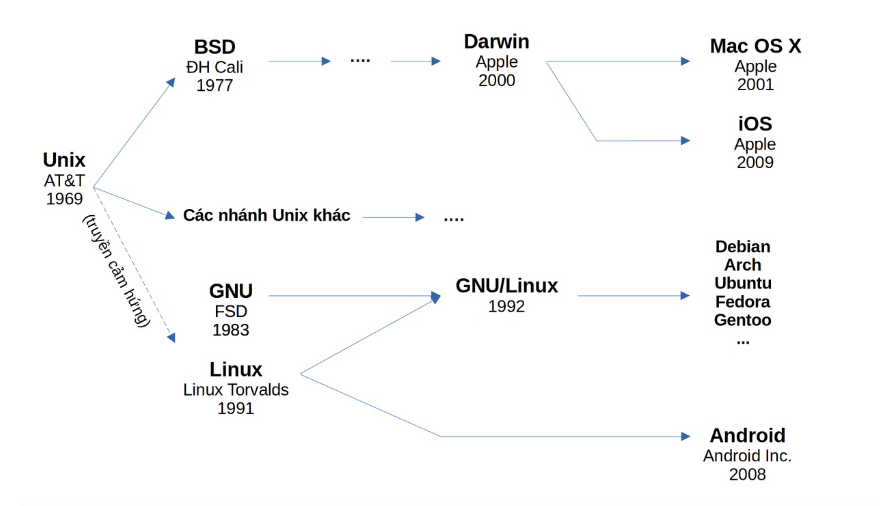 BSD
ĐH Cali
1977
....
Darwin
Apple
2000
Mac OS X
Apple
2001
iOS
Apple
2009
Unix
AT&T
1969
Các nhánh Unix khác
....
(truyền cảm hứng)
GNU
FSD
1983
GNU/Linux
1992
Debian
Arch
Ubuntu
Fedora
Gentoo
...
Linux
Linux Torvalds
1991
Android
Android Inc.
2008